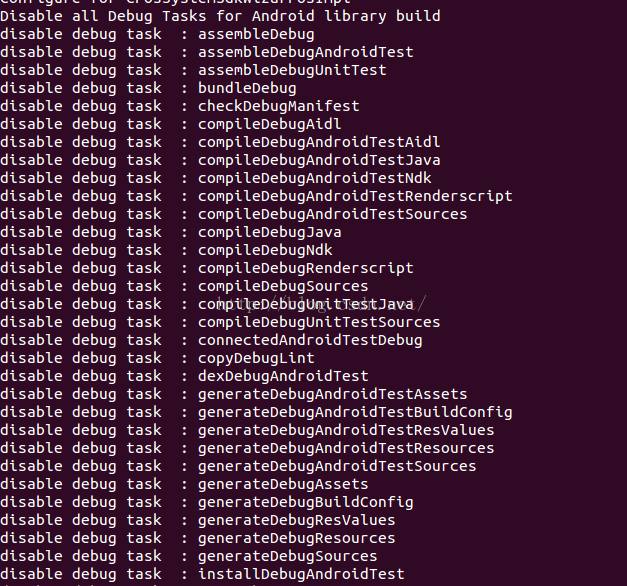 Disable all Debug Tasks for Android library build
disable debug task : assembleDebug
disable debug task : assembleDebugAndroidTest
disable debug task : assembleDebugUnitTest
disable debug task : bundleDebug
disable debug task : checkDebugManifest
disable debug task : compileDebugAidl
disable debug task : compileDebugAndroidTestAidl
disable debug task : compileDebugAndroidTestJava
disable debug task : compileDebugAndroidTestNdk
disable debug task : compileDebugAndroidTestRenderscript
disable debug task : compileDebugAndroidTestSources
disable debug task : compileDebugJava
disable debug task : compileDebugNdk
disable debug task : compileDebugRenderscript
disable debug task : compileDebugSources
disable debug task : compileDebugUnitTestJava
http://blog.csdn.net/
disable debug task : compileDebugUnitTestSources
disable debug task : connectedAndroidTestDebug
disable debug task : copyDebugLint
disable debug task : dexDebugAndroidTest
disable debug task : generateDebugAndroidTestAssets
disable debug task : generateDebugAndroidTestBuildConfig
disable debug task : generateDebugAndroidTestResValues
disable debug task : generateDebugAndroidTestResources
disable debug task : generateDebugAndroidTestSources
disable debug task : generateDebugAssets
disable debug task : generateDebugBuildConfig
disable debug task : generateDebugResValues
disable debug task : generateDebugResources
disable debug task : generateDebugSources
disable debug task : installDebugAndroidTest